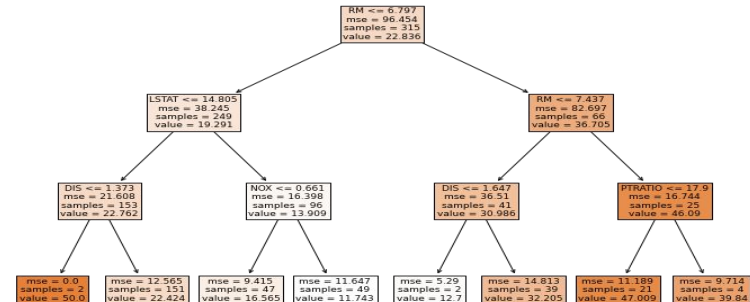 RM <= 6.797
mse = 96.454
samples = 315
value = 22.836
LSTAT <= 14.805
mse = 38.245
samples = 249
value = 19.291
RM <= 7.437
mse = 82.697
samples = 66
value = 36.705
DIS <= 1.373
mse = 21.608
samples = 153
value = 22.762
NOX <= 0.661
mse = 16.398
samples = 96
value = 13.909
DIS <= 1.647
mse = 36.51
samples = 41
value = 30.986
PTRATIO <= 17.9
mse = 16.744
samples = 25
value = 46.09
mse = 0.0
samples = 2
value = 50.0
mse = 12.565
samples = 151
value = 22.424
mse = 9.415
samples = 47
value = 16.565
mse = 11.647
samples = 49
value = 11.743
mse = 5.29
samples = 2
value = 12.7
mse = 14.813
samples = 39
value = 32.205
mse = 11.189
samples = 21
value = 47.009
mse = 9.714
samples = 4
value =